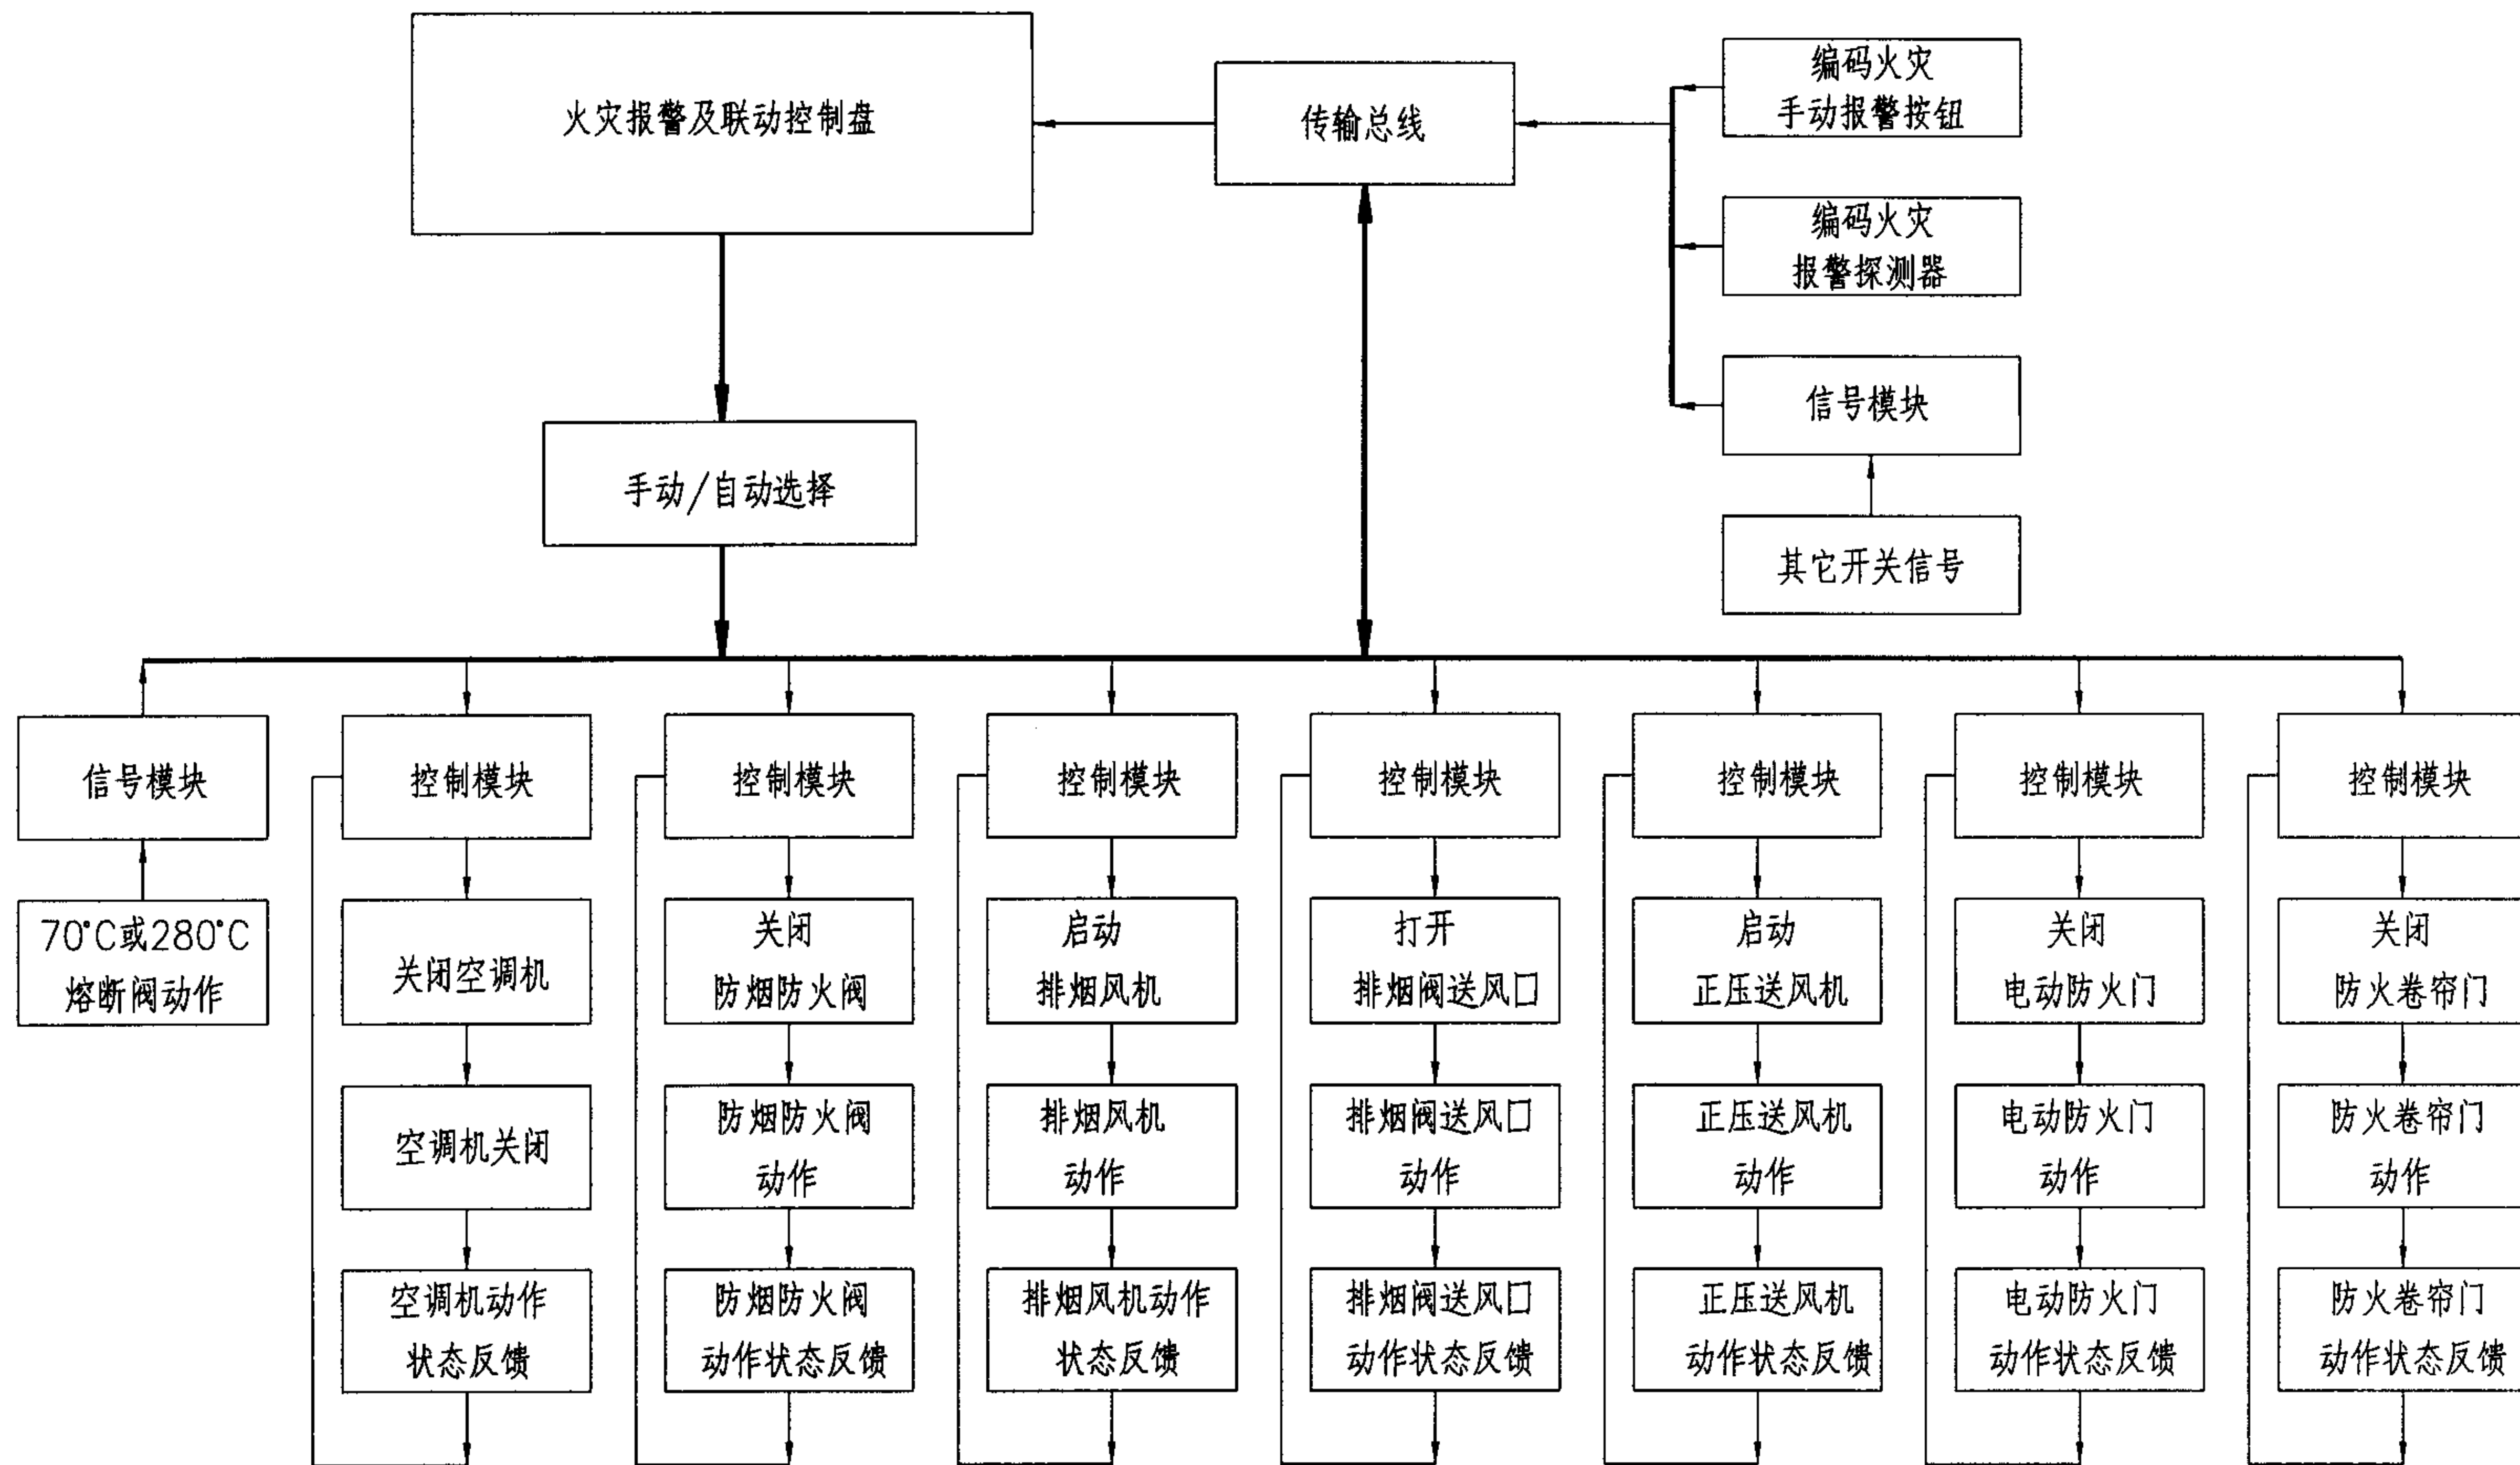 火灾报警及联动控制盘
传输总线
编码火灾
手动报警按钮
编码火灾
报警探测器
信号模块
其它开关信号
手动/自动选择
信号模块
70°C或280°C
熔断阀动作
控制模块
关闭空调机
空调机关闭
空调机动作
状态反馈
控制模块
关闭
防烟防火阀
防烟防火阀
动作
防烟防火阀
动作状态反馈
控制模块
启动
排烟风机
排烟风机
动作
排烟风机动作
状态反馈
控制模块
打开
排烟阀送风口
排烟阀送风口
动作
排烟阀送风口
动作状态反馈
控制模块
启动
正压送风机
正压送风机
动作
正压送风机
动作状态反馈
控制模块
关闭
电动防火门
电动防火门
动作
电动防火门
动作状态反馈
控制模块
关闭
防火卷帘门
防火卷帘门
动作
防火卷帘门
动作状态反馈